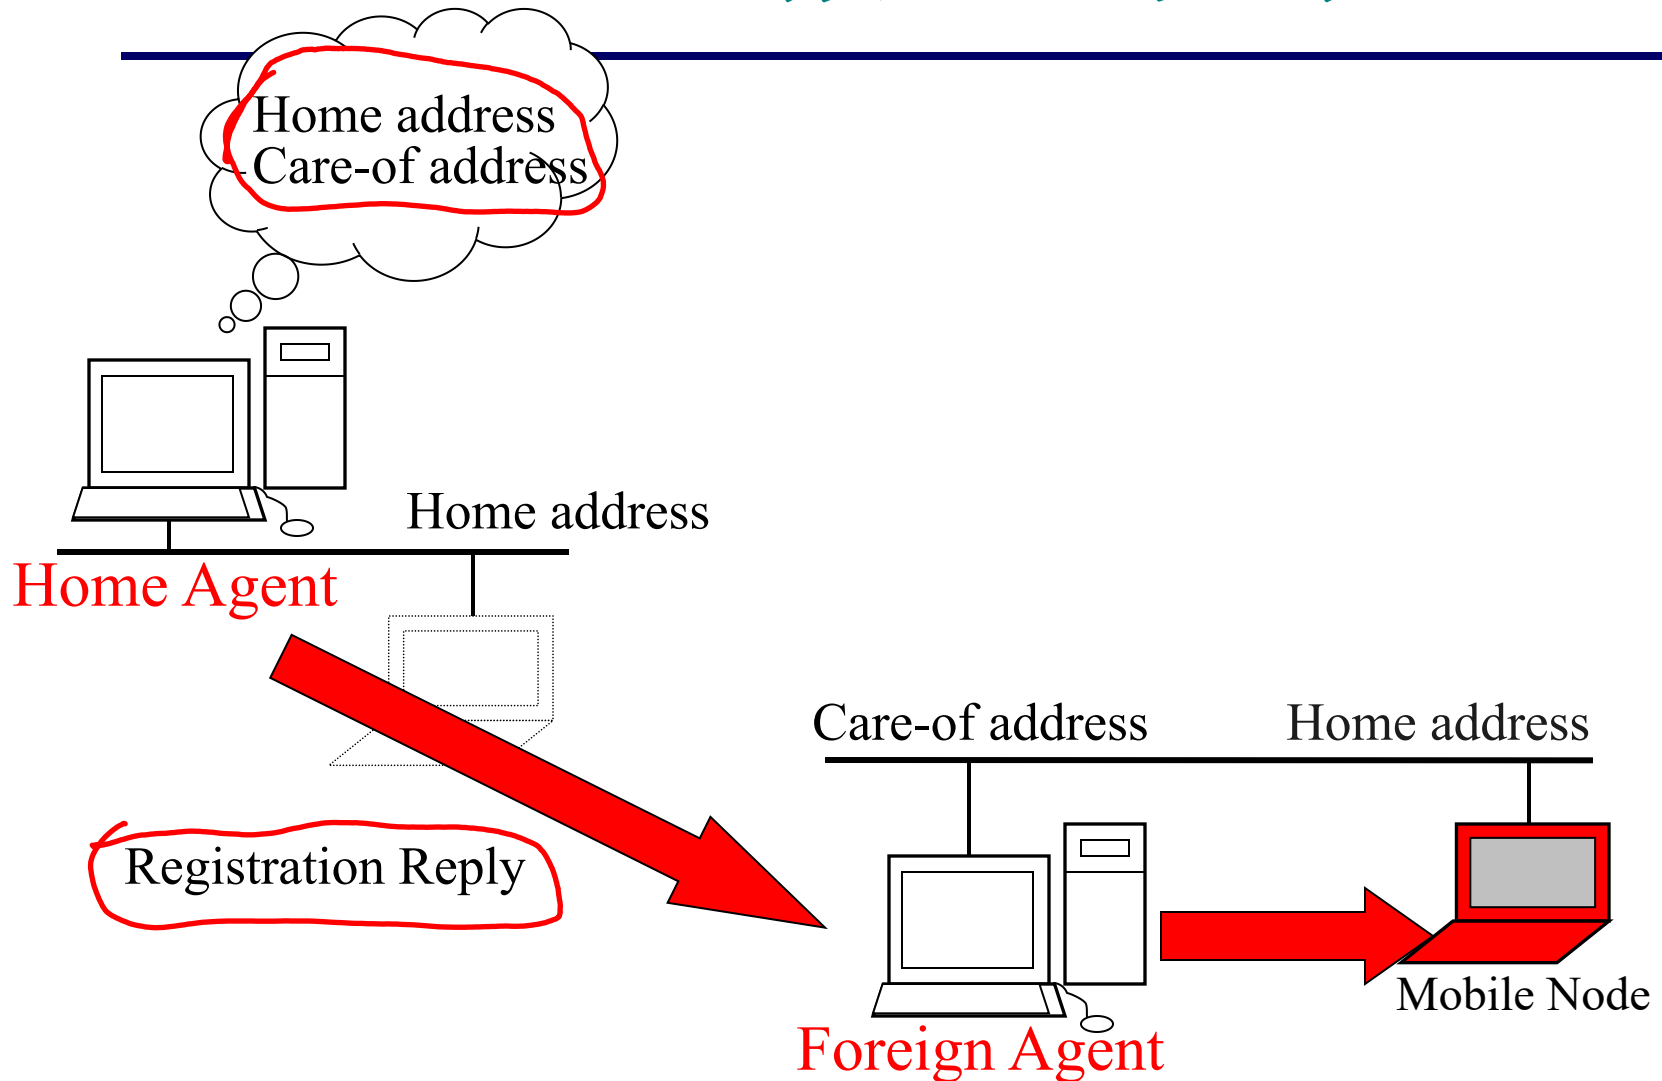 Home address
Care-of address
Home address
Home Agent
Care-of address
Home address
Registration Reply
Mobile Node
Foreign Agent